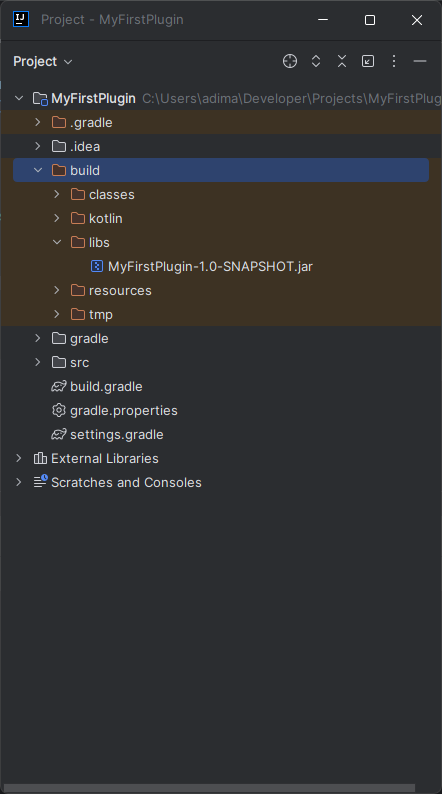 Project - MyFirstPlugin
Project
MyFirstPlugin C:\Users\adima\Developer\Projects\MyFirstPlug
.gradle
.idea
build
classes
kotlin
libs
MyFirstPlugin-1.0-SNAPSHOT.jar
resources
tmp
gradle
src
build.gradle
gradle.properties
settings.gradle
External Libraries
Scratches and Consoles